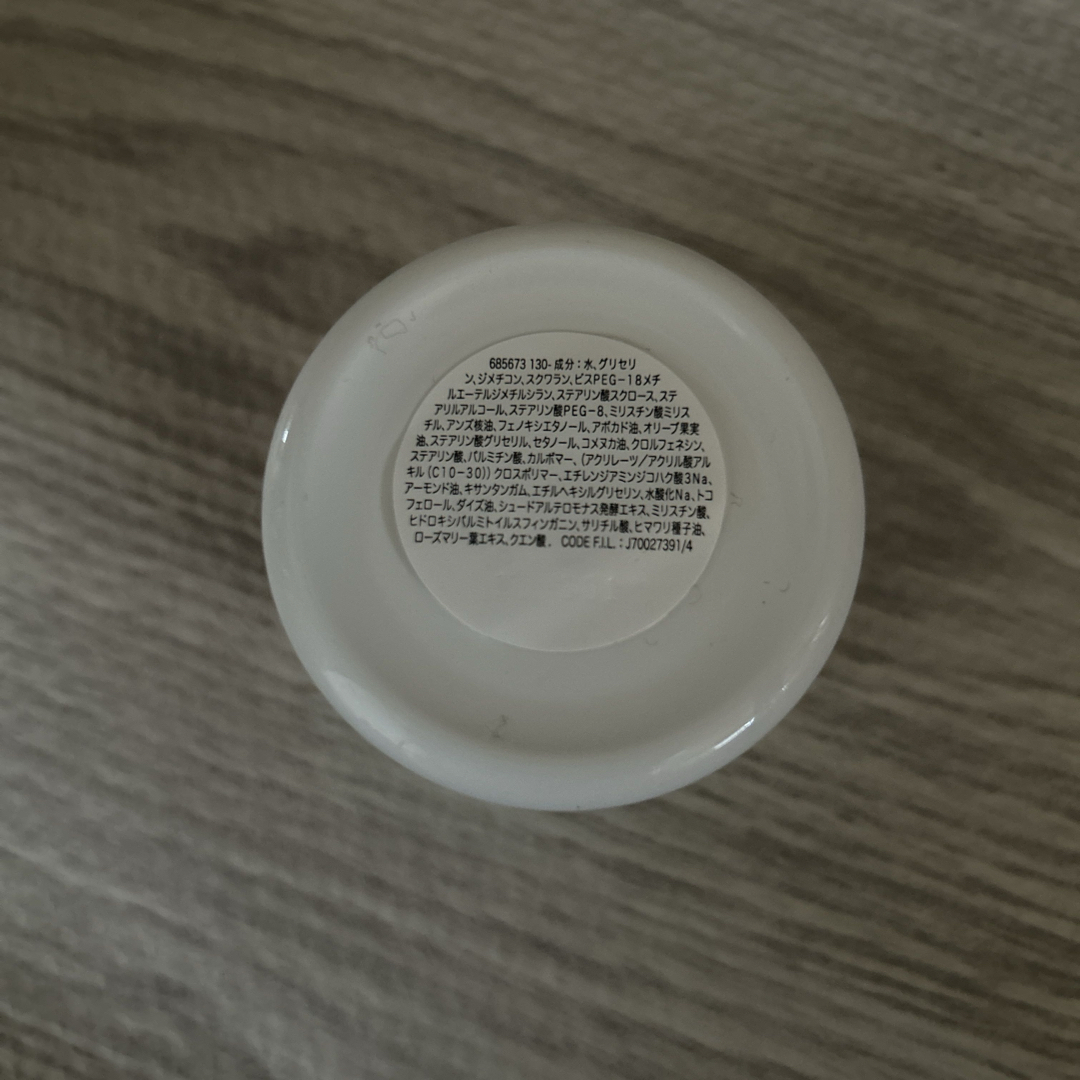 685673 130- 成分：水、グリセリ
ン、ジメチコン、スクワラン、ビスPEG－18メチ
ルエーテルジメチルシラン、ステアリン酸スクロース、ステ
アリルアルコール、ステアリン酸PEG－8、ミリスチン酸ミリス
チル、アンズ核油、フェノキシエタノール、アボカド油、オリーブ果実
油、ステアリン酸グリセリル、セタノール、コメヌカ油、クロルフェネシン、
ステアリン酸、パルミチン酸、カルボマー、（アクリレーツ／アクリル酸アル
キル（C10－30））クロスポリマー、エチレンジアミンジコハク酸3Na、
アーモンド油、キサンタンガム、エチルヘキシルグリセリン、水酸化Na、トコ
フェロール、ダイズ油、シュードアルテロモナス発酵エキス、ミリスチン酸、
ヒドロキシパルミトイルスフィンガニン、サリチル酸、ヒマワリ種子油、
ローズマリー葉エキス、クエン酸． CODE F.I.L.：J70027391/4